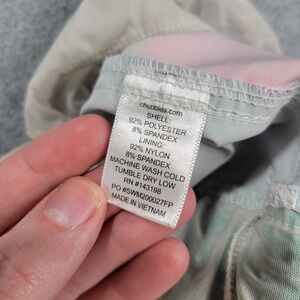 chubbies.com
SHELL:
92% POLYESTER
8% SPANDEX
LINING:
92% NYLON
8% SPANDEX
MACHINE WASH COLD
TUMBLE DRY LOW
RN #143198
PO #SWM200027FP
MADE IN VIETNAM